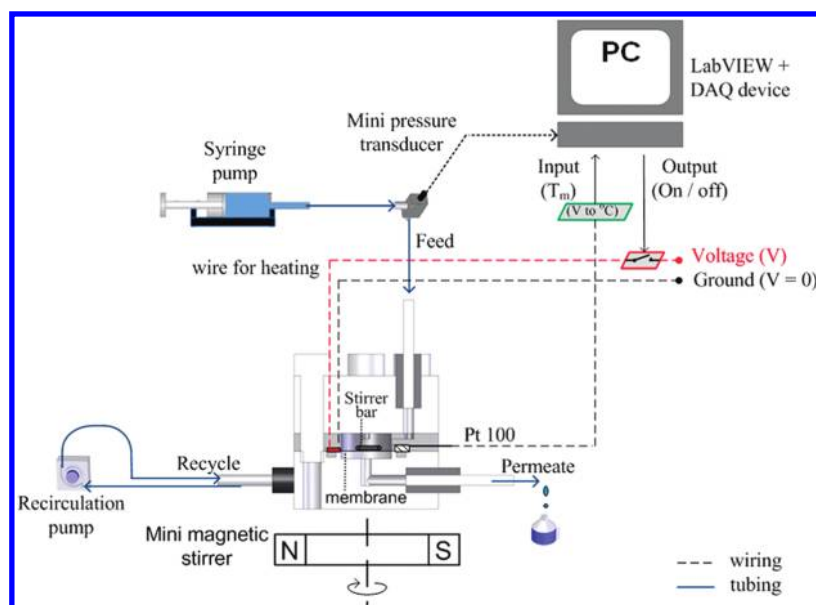 PC
LabVIEW +
DAQ device
Mini pressure
transducer
Syringe
pump
Input
(Tm)
Output
(On / off)
(V to °C)
Feed
wire for heating
Voltage (V)
Ground (V = 0)
Stirrer
bar
Pt 100
Recycle
Permeate
membrane
Recirculation
pump
Mini magnetic
stirrer
N
S
wiring
tubing